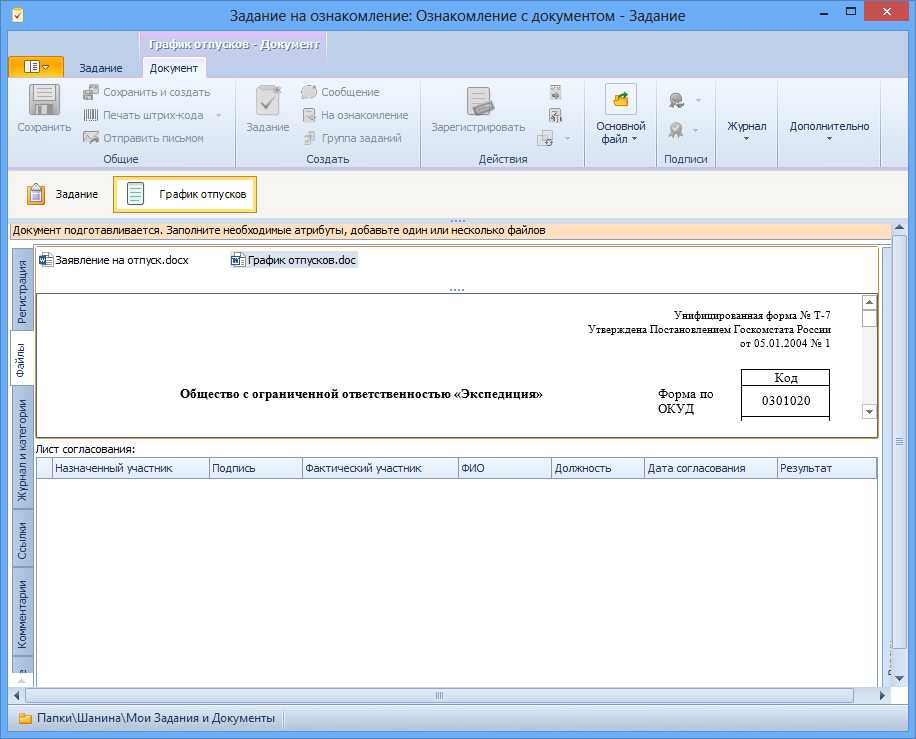 Задание на ознакомление: Ознакомление с документом - Задание
График отпусков - Документ
Задание
Документ
Сохранить
Сохранить и создать
Печать штрих-кода
Отправить письмом
Общие
Задание
Сообщение
На ознакомление
Группа заданий
Создать
Зарегистрировать
Действия
Основной
файл
Подписи
Журнал
Дополнительно
Задание
График отпусков
Документ подготавливается. Заполните необходимые атрибуты, добавьте один или несколько файлов
Регистрация
Файлы
Журнал и категории
Ссылки
Комментарии
Заявление на отпуск.docx
График отпусков.doc
Унифицированная форма № Т-7
Утверждена Постановлением Госкомстата России
от 05.01.2004 № 1
Код
Общество с ограниченной ответственностью «Экспедиция»
Форма по
ОКУД
0301020
Лист согласования:
Назначенный участник
Подпись
Фактический участник
ФИО
Должность
Дата согласования
Результат
Папки\Шанина\Мои Задания и Документы